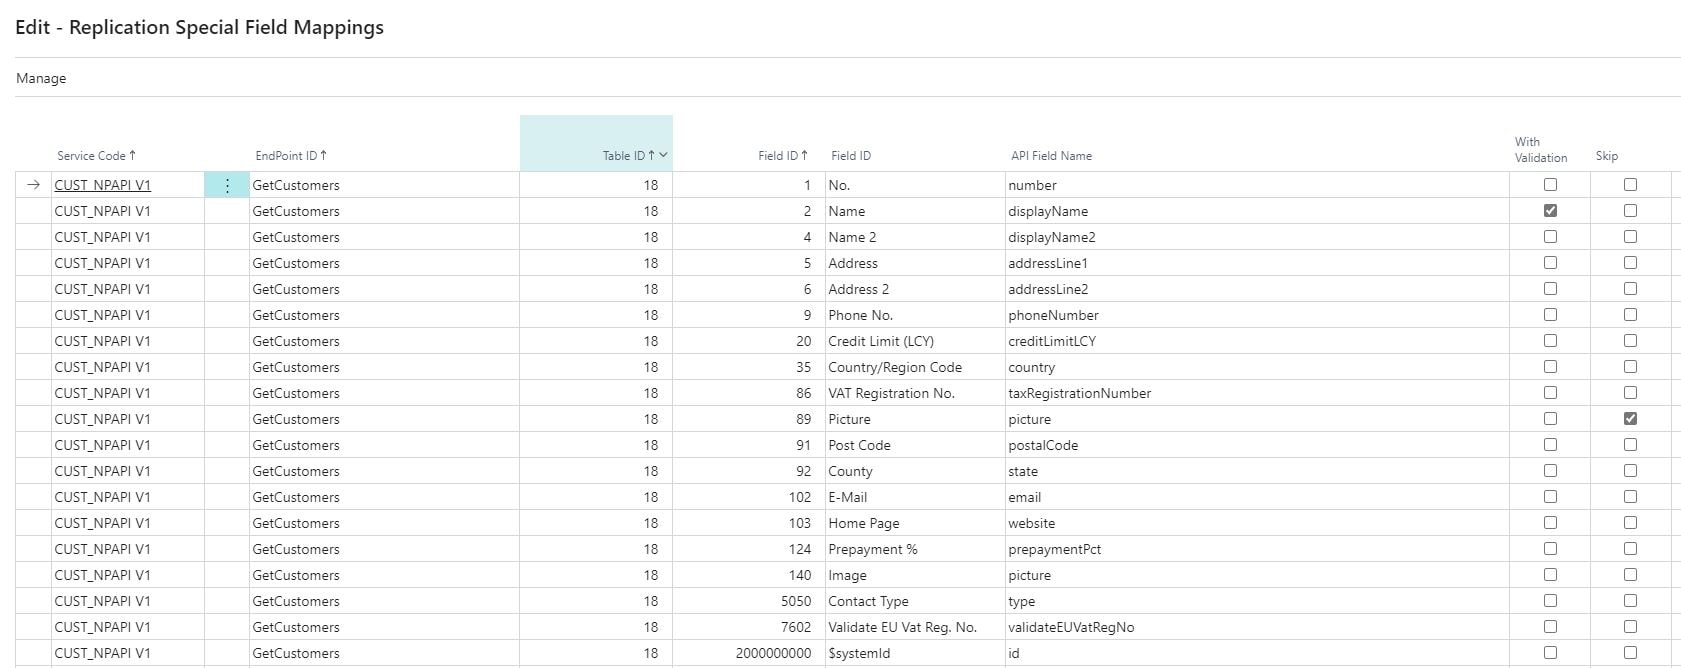 Edit - Replication Special Field Mappings
Manage
Service Code↑ EndPoint ID↑ Table ID↑ Field ID↑ Field ID API Field Name With Validation Skip
CUST_NPAPI V1 GetCustomers 18 1 No. number
CUST_NPAPI V1 GetCustomers 18 2 Name displayName
CUST_NPAPI V1 GetCustomers 18 4 Name 2 displayName2
CUST_NPAPI V1 GetCustomers 18 5 Address addressLine1
CUST_NPAPI V1 GetCustomers 18 6 Address 2 addressLine2
CUST_NPAPI V1 GetCustomers 18 9 Phone No. phoneNumber
CUST_NPAPI V1 GetCustomers 18 20 Credit Limit (LCY) creditLimitLCY
CUST_NPAPI V1 GetCustomers 18 35 Country/Region Code country
CUST_NPAPI V1 GetCustomers 18 86 VAT Registration No. taxRegistrationNumber
CUST_NPAPI V1 GetCustomers 18 89 Picture picture
CUST_NPAPI V1 GetCustomers 18 91 Post Code postalCode
CUST_NPAPI V1 GetCustomers 18 92 County state
CUST_NPAPI V1 GetCustomers 18 102 E-Mail email
CUST_NPAPI V1 GetCustomers 18 103 Home Page website
CUST_NPAPI V1 GetCustomers 18 124 Prepayment % prepaymentPct
CUST_NPAPI V1 GetCustomers 18 140 Image picture
CUST_NPAPI V1 GetCustomers 18 5050 Contact Type type
CUST_NPAPI V1 GetCustomers 18 7602 Validate EU Vat Reg. No. validateEUVatRegNo
CUST_NPAPI V1 GetCustomers 18 2000000000 $systemId id